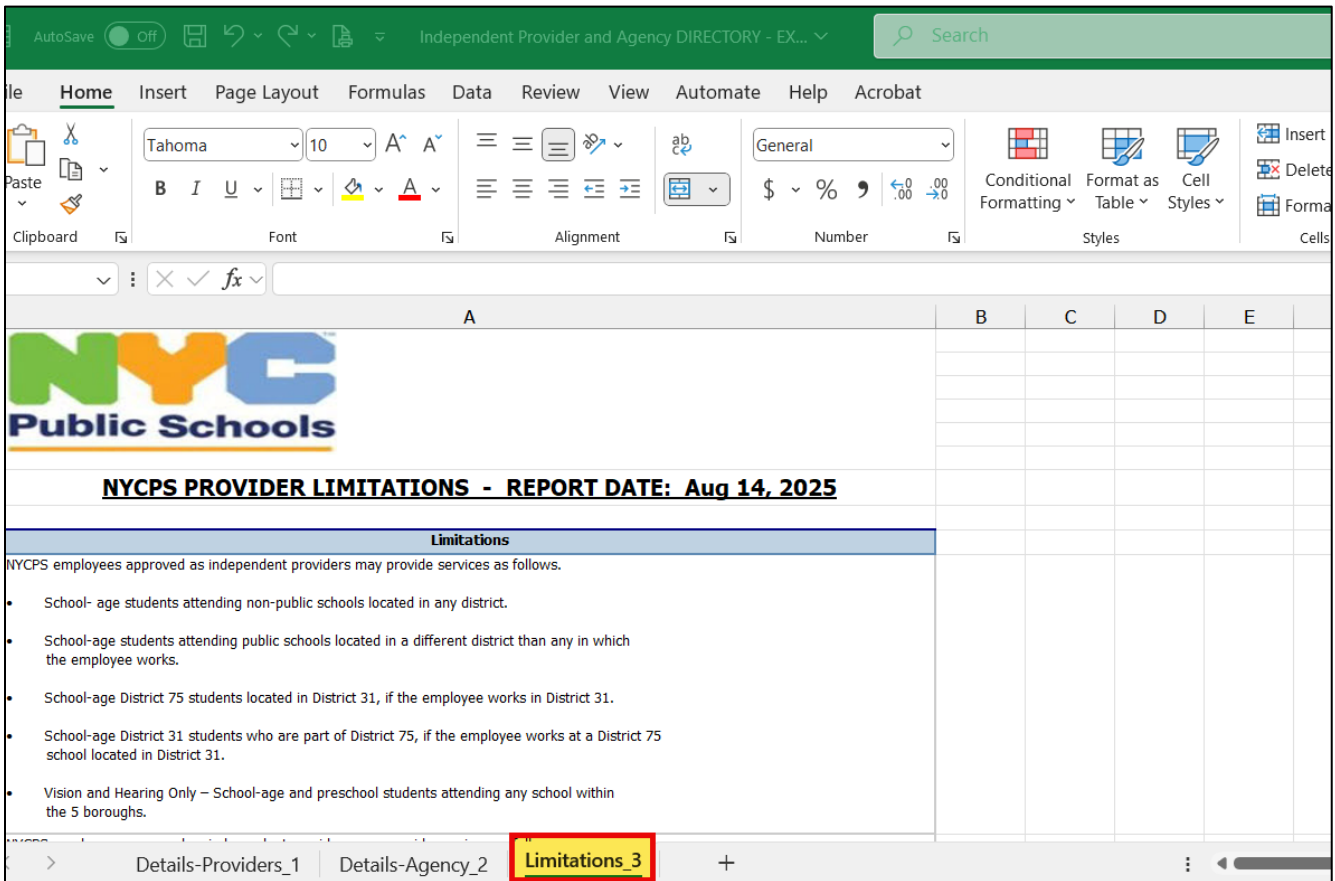 AutoSave Off Independent Provider and Agency DIRECTORY - EX... Search
ile Home Insert Page Layout Formulas Data Review View Automate Help Acrobat
Paste
Tahoma 10 A A
B I U A
ab
c
General
$ % 9 .00 .00
Conditional Formatting
Format as Table
Cell Styles
Insert
Delete
Forma
Clipboard Font Alignment Number Styles Cells
fx
A B C D E
NYC
Public Schools
NYCPS PROVIDER LIMITATIONS - REPORT DATE: Aug 14, 2025
Limitations
NYCPS employees approved as independent providers may provide services as follows.
• School- age students attending non-public schools located in any district.
• School-age students attending public schools located in a different district than any in which
the employee works.
• School-age District 75 students located in District 31, if the employee works in District 31.
• School-age District 31 students who are part of District 75, if the employee works at a District 75
school located in District 31.
• Vision and Hearing Only – School-age and preschool students attending any school within
the 5 boroughs.
Details-Providers_1 Details-Agency_2 Limitations_3 +